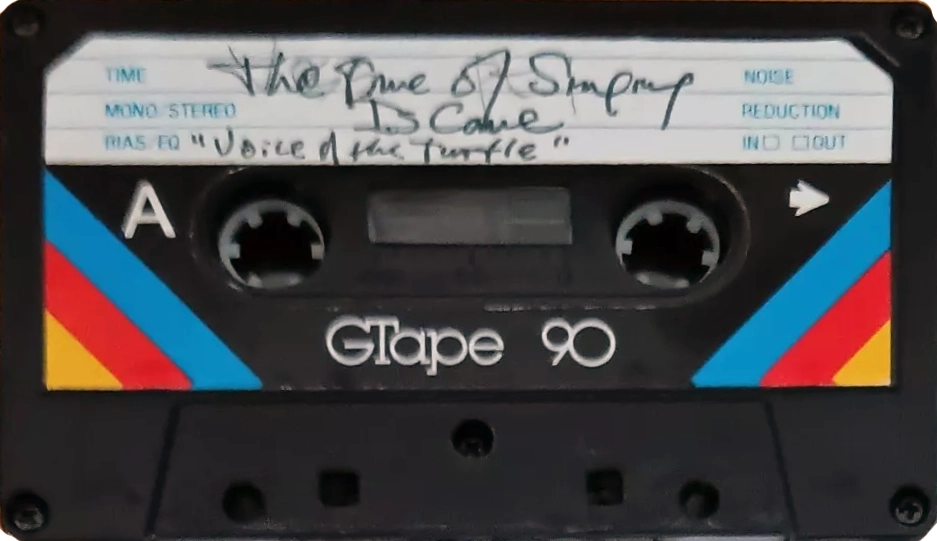 TIME The Time Of Singing NOISE
MONO/STEREO Is Come REDUCTION
BIAS/EQ "Voice of the Turtle" IN OUT
A
GTape 90